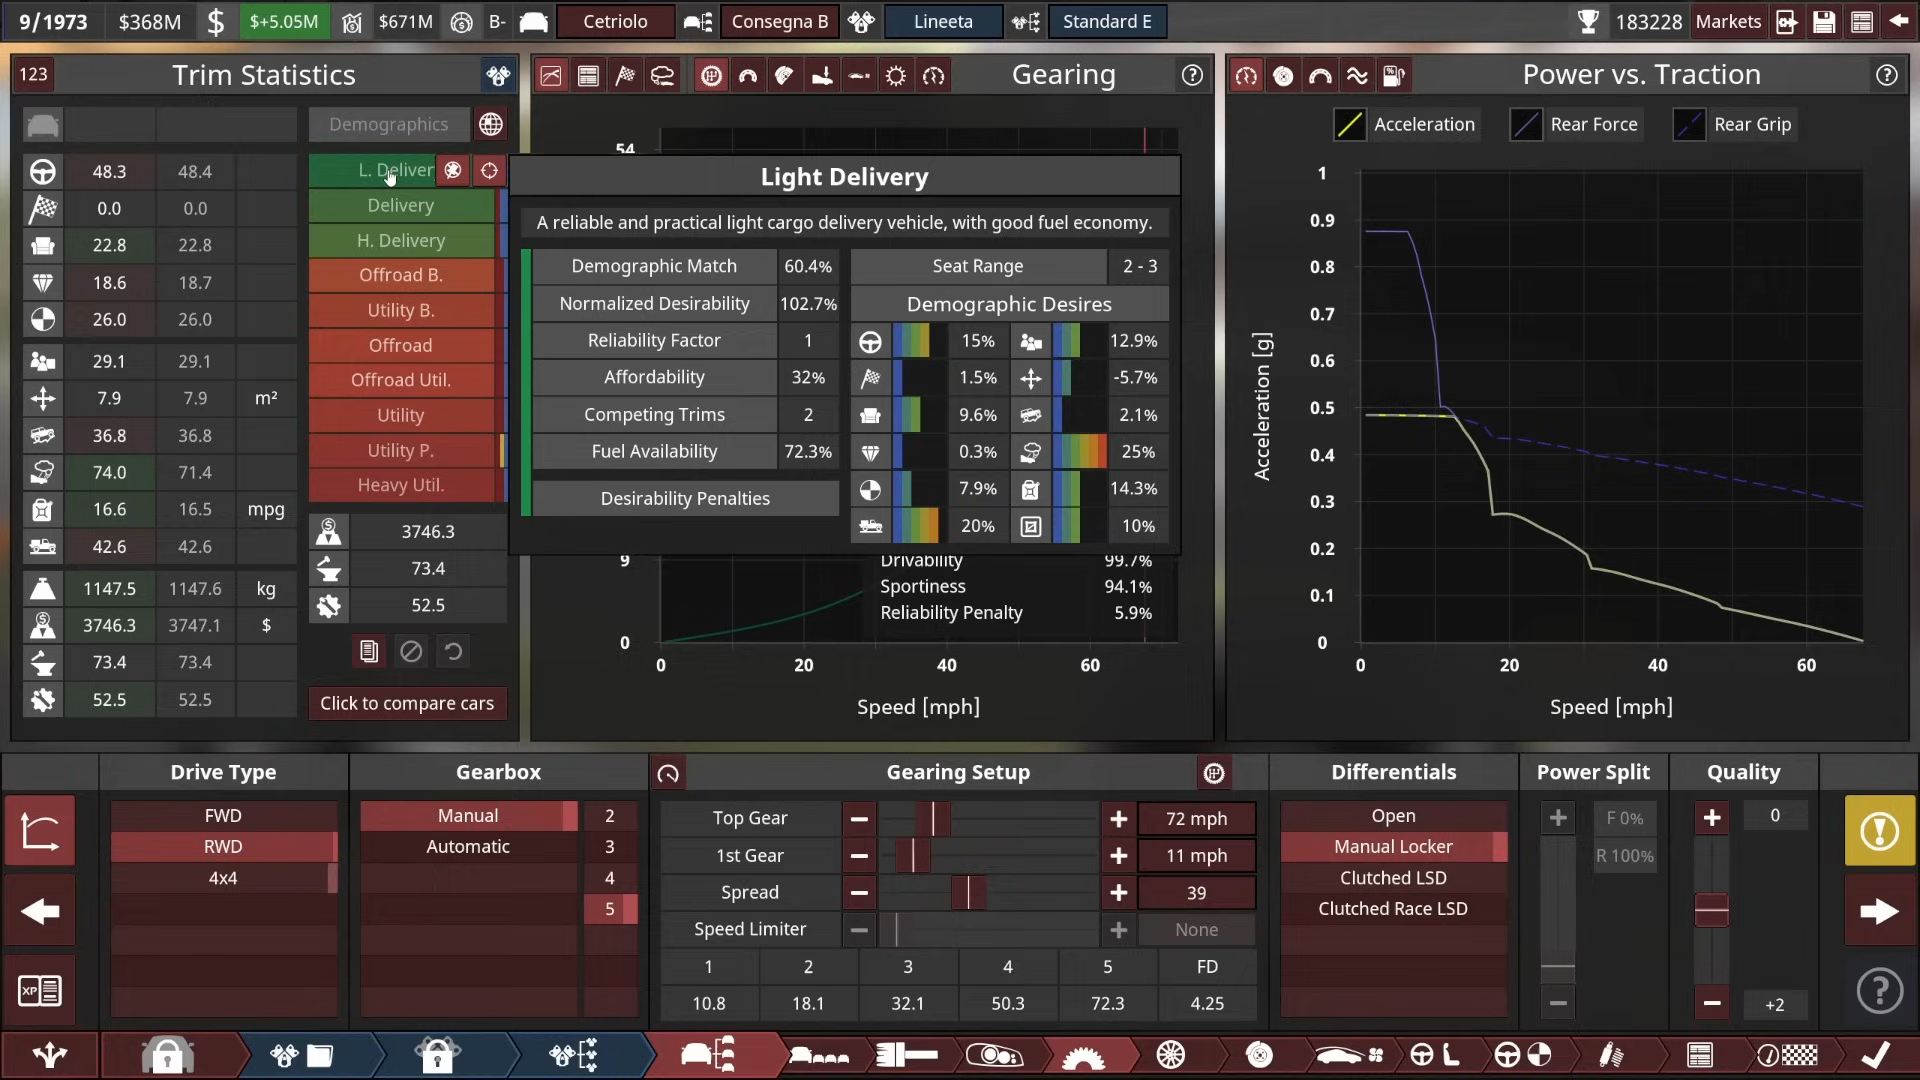 9/1973 $368M $+5.05M $671M B- Cetriolo Consegna B Lineeta Standard E 183228 Markets
123 Trim Statistics
Demographics
48.3 48.4
0.0 0.0
22.8 22.8
18.6 18.7
26.0 26.0
29.1 29.1
7.9 7.9 m²
36.8 36.8
74.0 71.4
16.6 16.5 mpg
42.6 42.6
1147.5 1147.6 kg
3746.3 3747.1 $
73.4 73.4
52.5 52.5
L. Deliver
Delivery
H. Delivery
Offroad B.
Utility B.
Offroad
Offroad Util.
Utility
Utility P.
Heavy Util.
3746.3
73.4
52.5
Click to compare cars
Gearing ?
54
Light Delivery
A reliable and practical light cargo delivery vehicle, with good fuel economy.
Demographic Match 60.4%
Normalized Desirability 102.7%
Reliability Factor 1
Affordability 32%
Competing Trims 2
Fuel Availability 72.3%
Desirability Penalties
Seat Range 2 - 3
Demographic Desires
15% 12.9%
1.5% -5.7%
9.6% 2.1%
0.3% 25%
7.9% 14.3%
20% 10%
9
Drivability 99.7%
Sportiness 94.1%
Reliability Penalty 5.9%
0
0 20 40 60
Speed [mph]
Power vs. Traction ?
Acceleration Rear Force Rear Grip
1
0.9
0.8
0.7
0.6
0.5
0.4
0.3
0.2
0.1
0
Acceleration [g]
0 20 40 60
Speed [mph]
Drive Type
FWD
RWD
4x4
Gearbox
Manual 2
Automatic 3
4
5
Gearing Setup
Top Gear 72 mph
1st Gear 11 mph
Spread 39
Speed Limiter None
1 2 3 4 5 FD
10.8 18.1 32.1 50.3 72.3 4.25
Differentials
Open
Manual Locker
Clutched LSD
Clutched Race LSD
Power Split
F 0%
R 100%
Quality
0
+2
XP
?